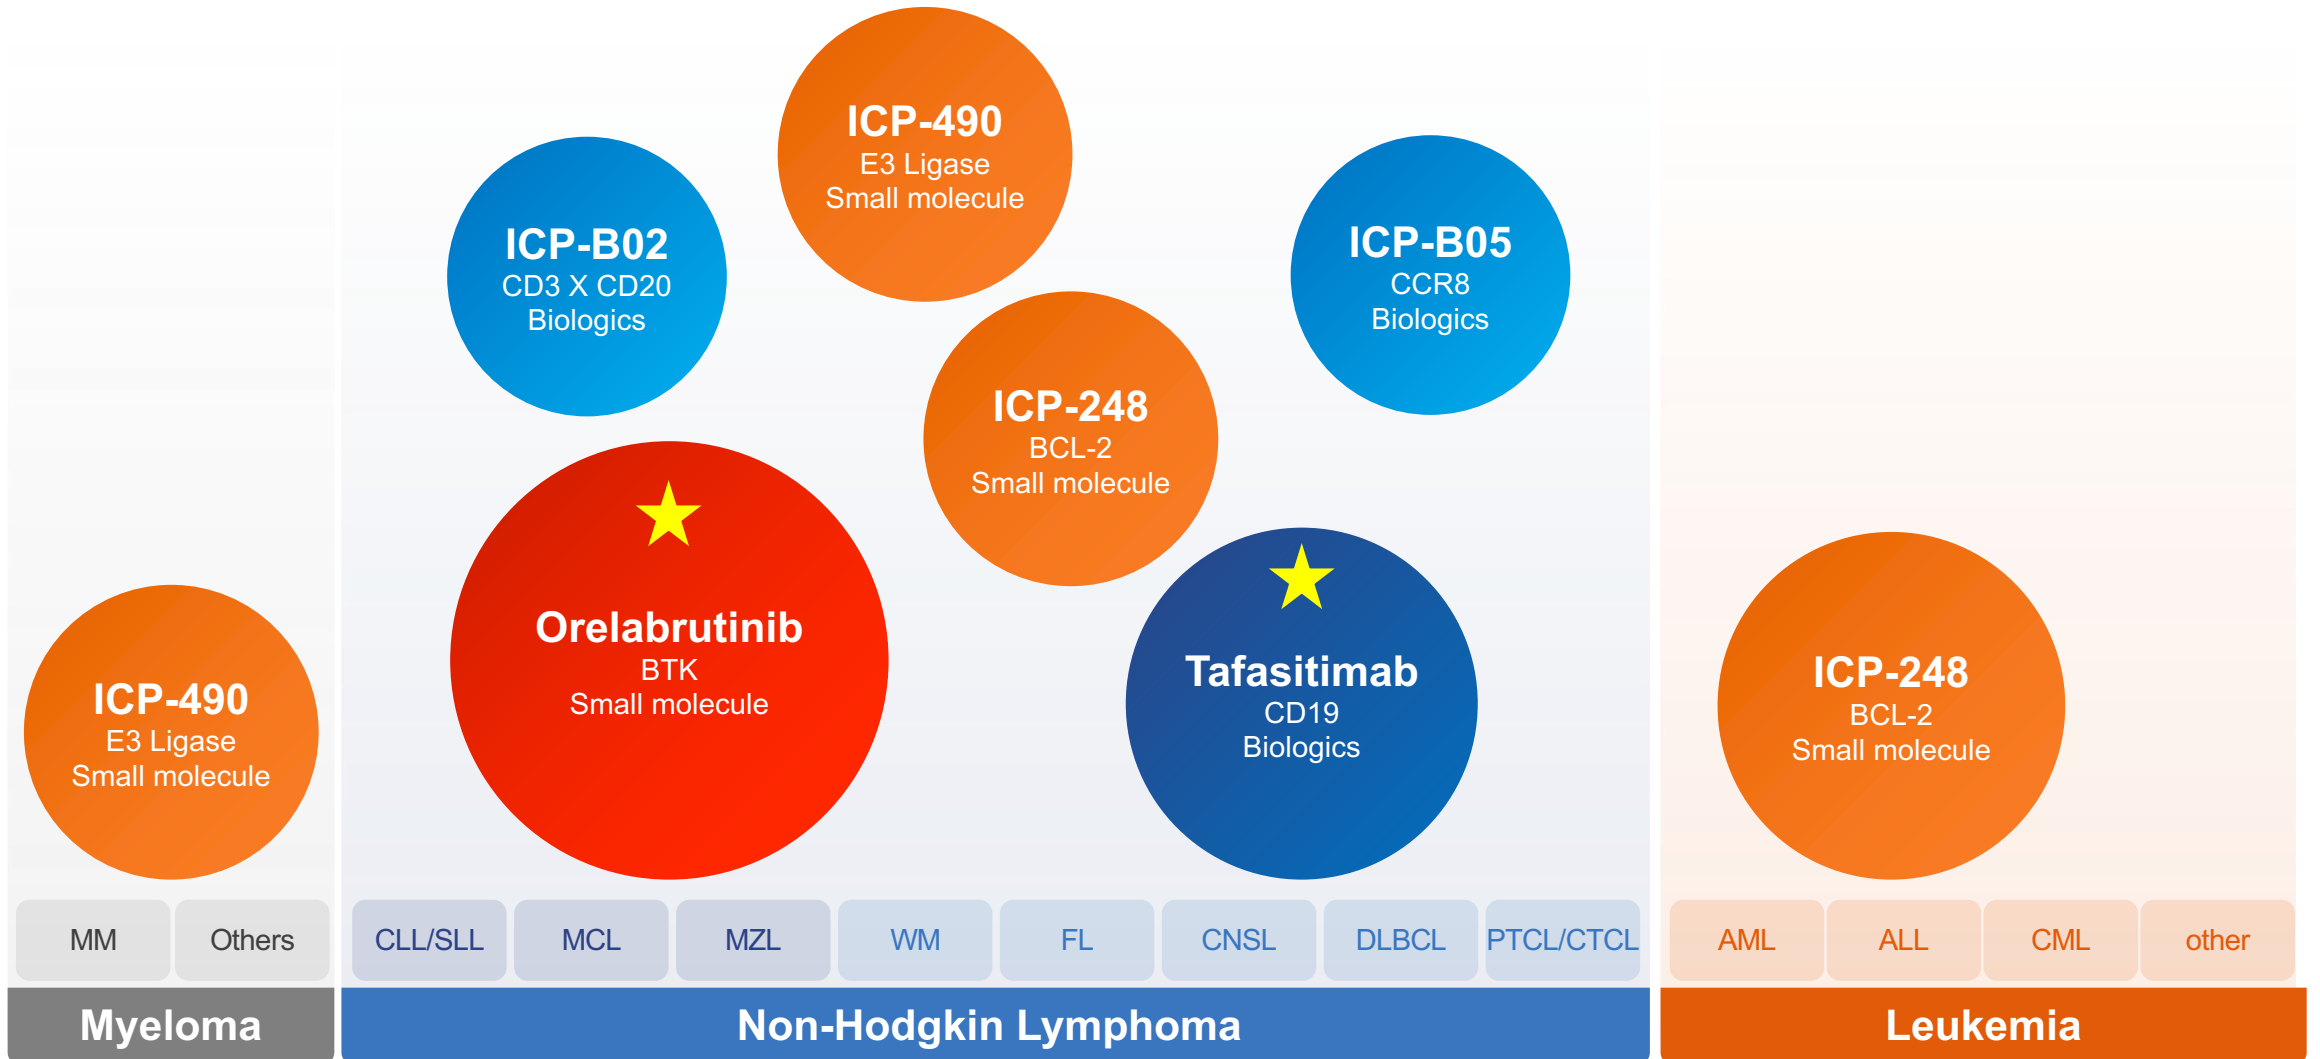 ICP-490
E3 Ligase
Small molecule
ICP-B02
CD3 X CD20
Biologics
ICP-B05
CCR8
Biologics
ICP-248
BCL-2
Small molecule
Orelabrutinib
BTK
Small molecule
Tafasitimab
CD19
Biologics
ICP-490
E3 Ligase
Small molecule
ICP-248
BCL-2
Small molecule
MM
Others
CLL/SLL
MCL
MZL
WM
FL
CNSL
DLBCL
PTCL/CTCL
AML
ALL
CML
other
Myeloma
Non-Hodgkin Lymphoma
Leukemia